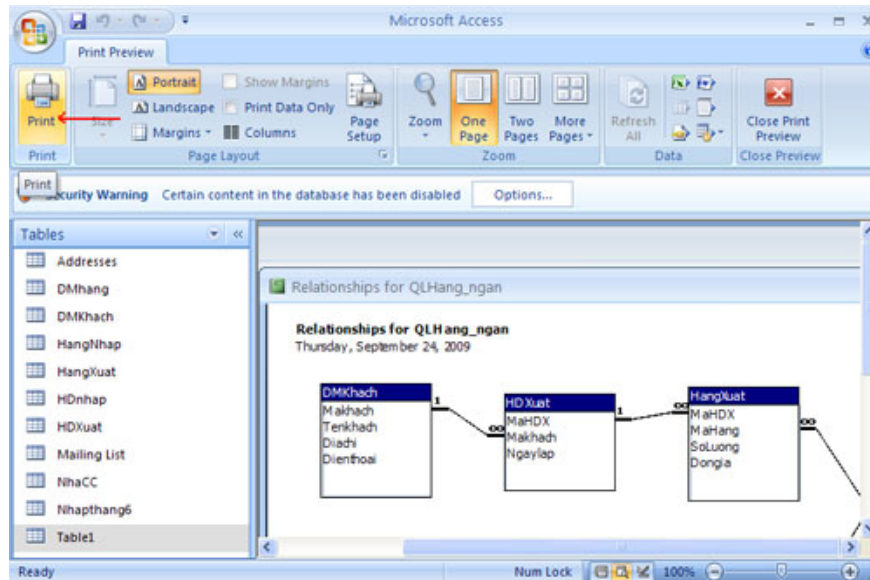 Microsoft Access
Print Preview
Print
Size
Portrait
Landscape
Margins
Show Margins
Print Data Only
Columns
Page Setup
Zoom
One Page
Two Pages
More Pages
Refresh All
Close Print Preview
Print
Page Layout
Zoom
Data
Close Preview
Print
Security Warning Certain content in the database has been disabled Options...
Tables
Addresses
DMhang
DMKhach
HangNhap
HangXuat
HDnhap
HDXuat
Mailing List
NhaCC
Nhapthang6
Table1
Relationships for QLHang_ngan
Relationships for QLHang_ngan
Thursday, September 24, 2009
DMKhach
Makhach
Tenkhach
Diachi
Dienthoai
1
∞
HDXuat
MaHDX
Makhach
Ngaylap
1
∞
HangXuat
MaHDX
MaHang
SoLuong
Dongia
∞
Ready
Num Lock
100%